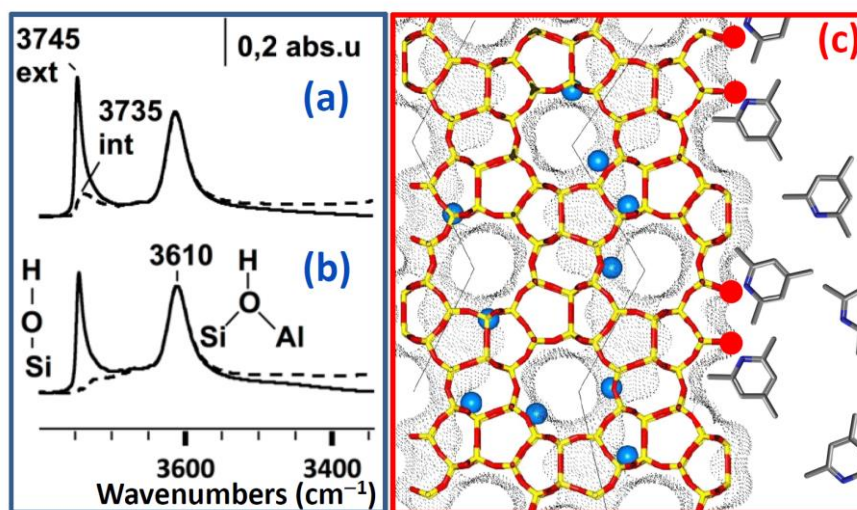 3745
ext
0,2 abs.u
3735
int
(a)
(b)
3610
H
O
Si
H
O
Si Al
3600
3400
Wavenumbers (cm⁻¹)
(c)